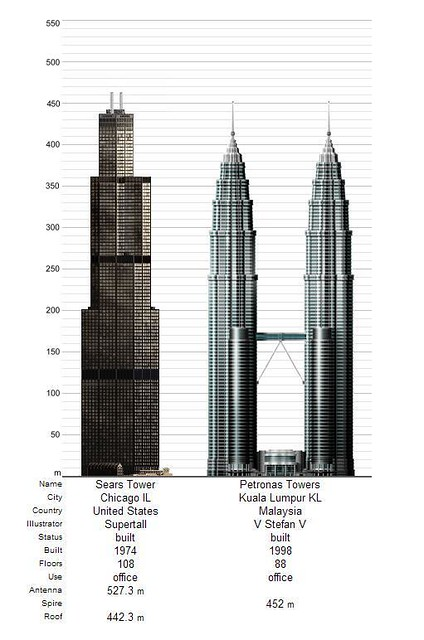 550
500
450
400
350
300
250
200
150
100
50
m
Name Sears Tower Petronas Towers
City Chicago IL Kuala Lumpur KL
Country United States Malaysia
Illustrator Supertall V Stefan V
Status built built
Built 1974 1998
Floors 108 88
Use office office
Antenna 527.3 m
Spire 452 m
Roof 442.3 m